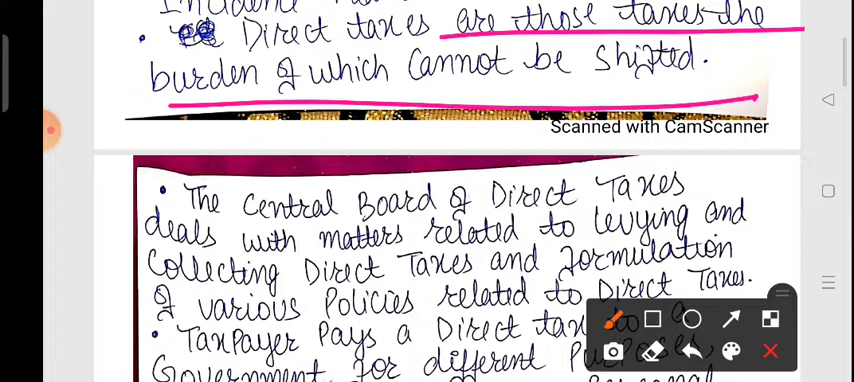 • Direct taxes are those taxes the
burden of which cannot be shifted.
Scanned with CamScanner
• The Central Board of Direct Taxes
deals with matters related to levying and
Collecting Direct Taxes and formulation
of various Policies related to Direct Taxes.
• Taxpayer Pays a Direct tax to a
Government for different Purposes,